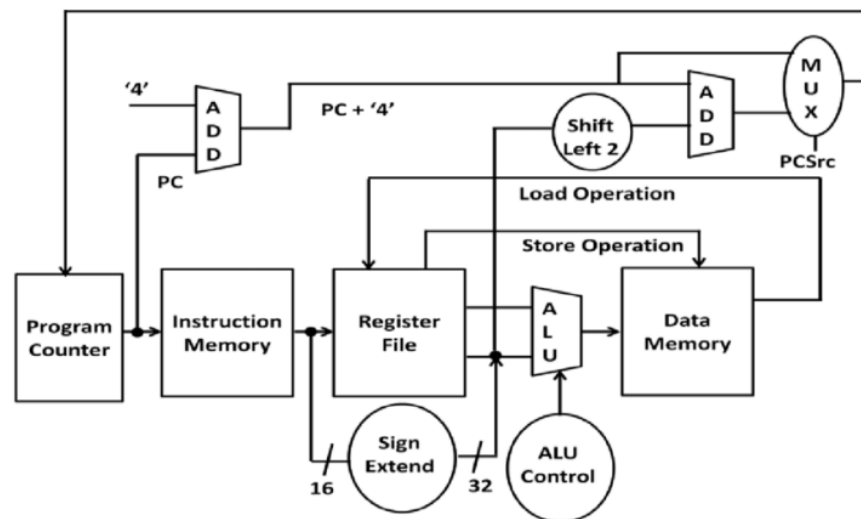 ‘4’
A
D
D
PC + ‘4’
PC
Shift
Left 2
A
D
D
M
U
X
PCSrc
Load Operation
Store Operation
Program
Counter
Instruction
Memory
Register
File
A
L
U
Data
Memory
Sign
Extend
16
32
ALU
Control